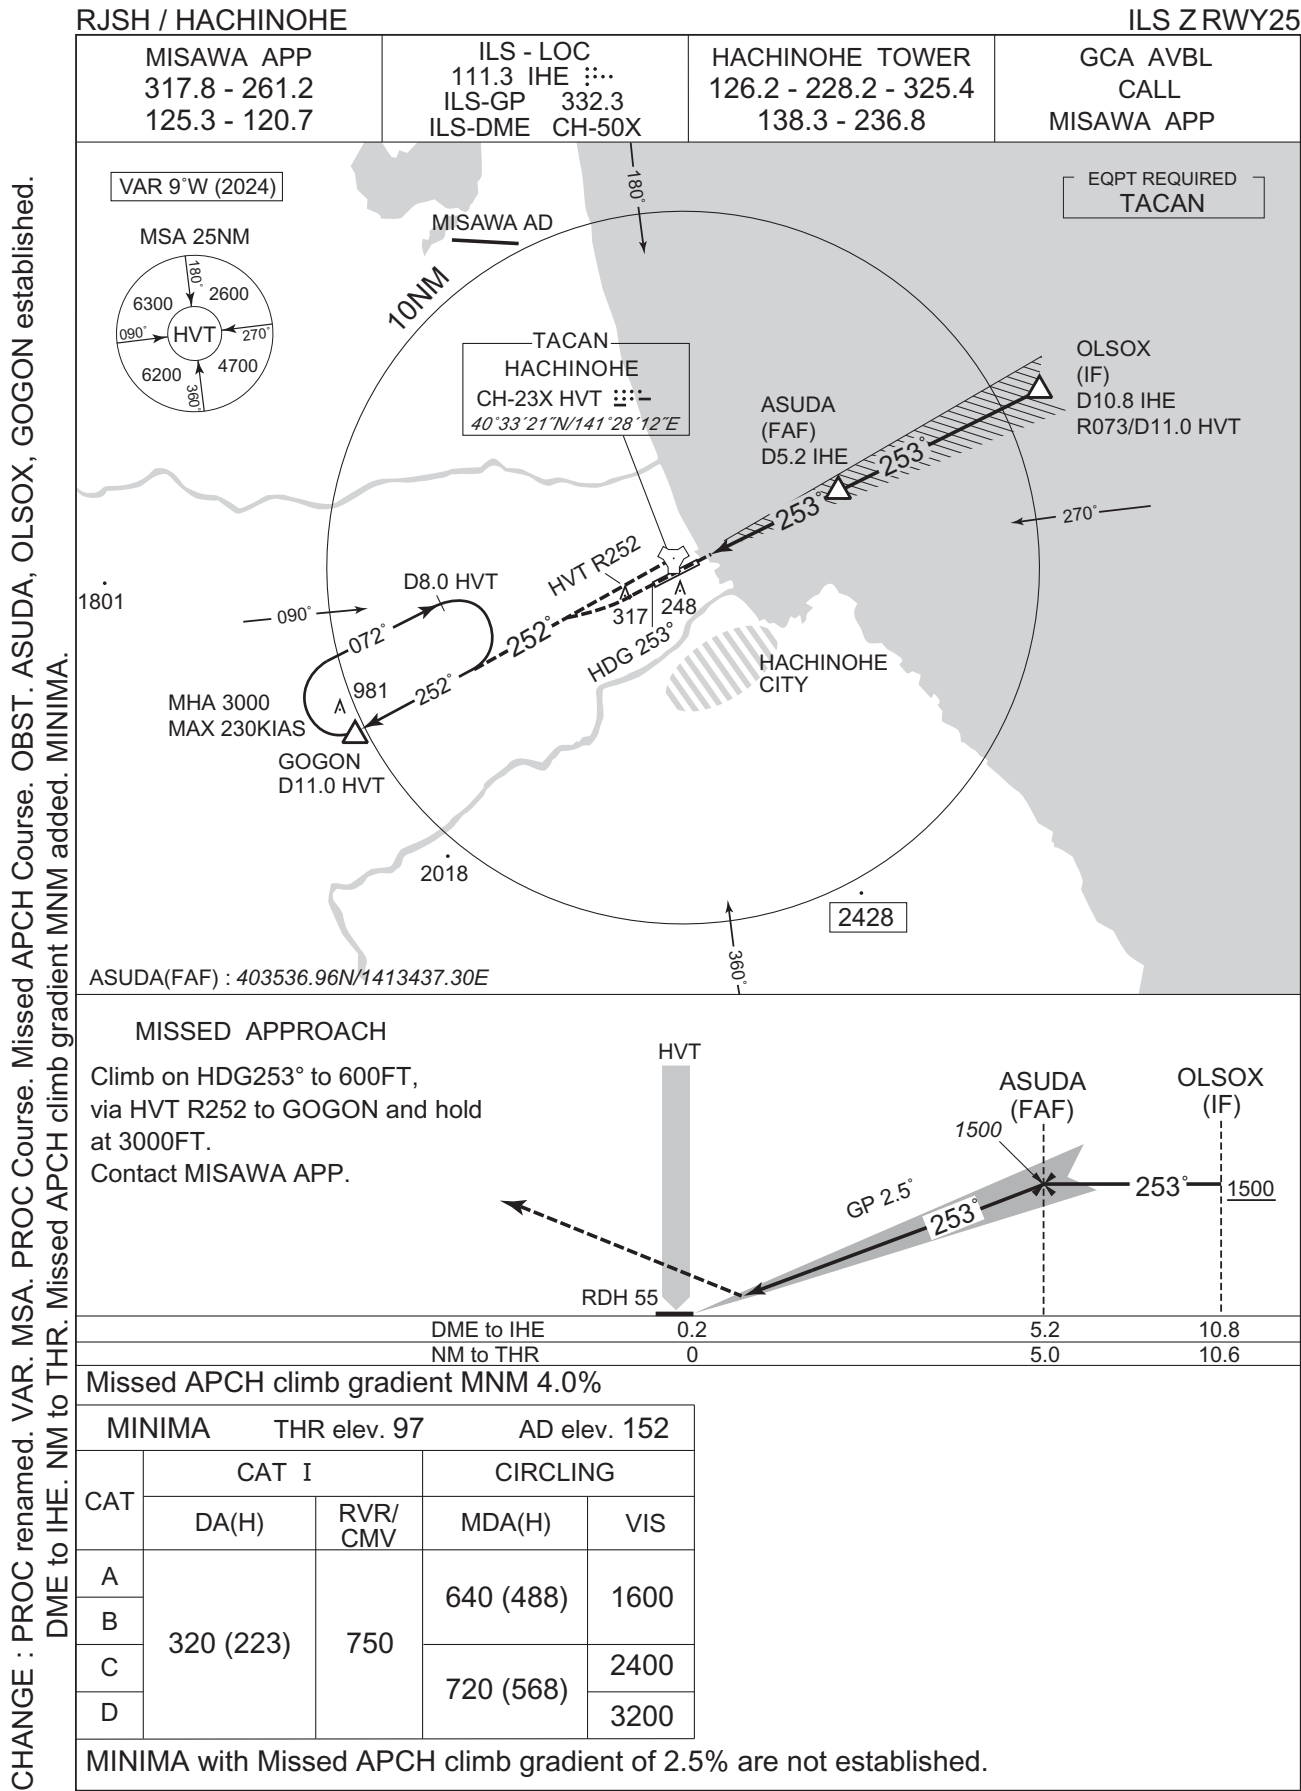 RJSH / HACHINOHE
ILS Z RWY25
MISAWA APP
317.8 - 261.2
125.3 - 120.7
ILS - LOC
111.3 IHE
ILS-GP 332.3
ILS-DME CH-50X
HACHINOHE TOWER
126.2 - 228.2 - 325.4
138.3 - 236.8
GCA AVBL
CALL
MISAWA APP
VAR 9°W (2024)
MSA 25NM
180°
6300
2600
090°
HVT
270°
6200
4700
360°
MISAWA AD
180°
EQPT REQUIRED
TACAN
10NM
TACAN
HACHINOHE
CH-23X HVT
40°33′21″N/141°28′12″E
OLSOX
(IF)
D10.8 IHE
R073/D11.0 HVT
ASUDA
(FAF)
D5.2 IHE
253°
253°
270°
HVT R252
D8.0 HVT
1801
090°
072°
317
248
252°
HDG 253°
HACHINOHE
CITY
252°
981
MHA 3000
MAX 230KIAS
GOGON
D11.0 HVT
2018
2428
360°
ASUDA(FAF) : 403536.96N/1413437.30E
MISSED APPROACH
Climb on HDG253° to 600FT,
via HVT R252 to GOGON and hold
at 3000FT.
Contact MISAWA APP.
HVT
ASUDA
(FAF)
OLSOX
(IF)
1500
GP 2.5°
253°
253°
1500
RDH 55
DME to IHE 0.2 5.2 10.8
NM to THR 0 5.0 10.6
Missed APCH climb gradient MNM 4.0%
MINIMA THR elev. 97 AD elev. 152
CAT
CAT I
CIRCLING
DA(H)
RVR/
CMV
MDA(H)
VIS
A
B
C
D
320 (223)
750
640 (488)
1600
720 (568)
2400
3200
MINIMA with Missed APCH climb gradient of 2.5% are not established.
CHANGE : PROC renamed. VAR. MSA. PROC Course. Missed APCH Course. OBST. ASUDA, OLSOX, GOGON established.
DME to IHE. NM to THR. Missed APCH climb gradient MNM added. MINIMA.